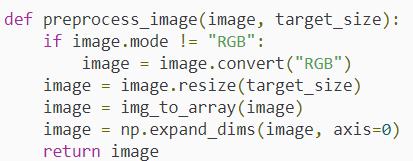 def preprocess_image(image, target_size):
    if image.mode != "RGB":
        image = image.convert("RGB")
    image = image.resize(target_size)
    image = img_to_array(image)
    image = np.expand_dims(image, axis=0)
    return image